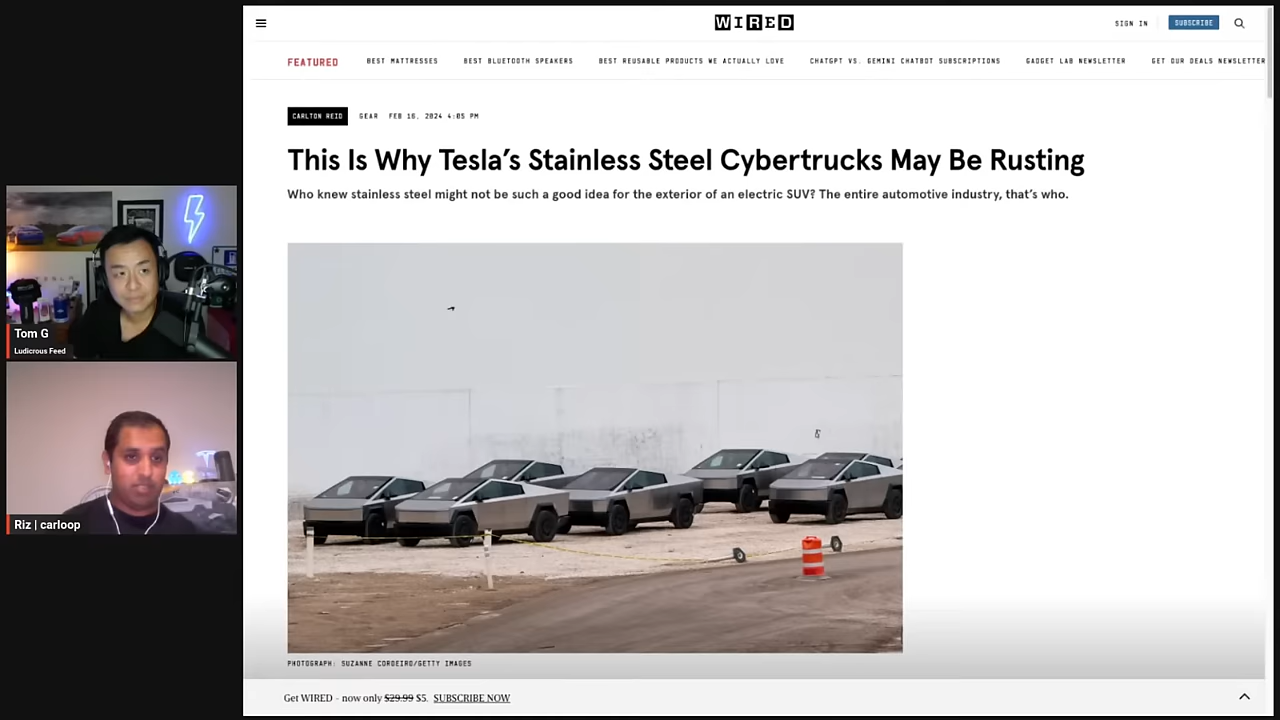 WIRED
SIGN IN
SUBSCRIBE
FEATURED
BEST MATTRESSES
BEST BLUETOOTH SPEAKERS
BEST REUSABLE PRODUCTS WE ACTUALLY LOVE
CHATGPT VS. GEMINI CHATBOT SUBSCRIPTIONS
GADGET LAB NEWSLETTER
GET OUR DEALS NEWSLETTER
CARLTON REID
GEAR
FEB 16, 2024 4:05 PM
This Is Why Tesla's Stainless Steel Cybertrucks May Be Rusting
Who knew stainless steel might not be such a good idea for the exterior of an electric SUV? The entire automotive industry, that's who.
Tom G
Ludicrous Feed
Riz | carloop
PHOTOGRAPH: SUZANNE CORDEIRO/GETTY IMAGES
Get WIRED - now only $29.99 $5. SUBSCRIBE NOW